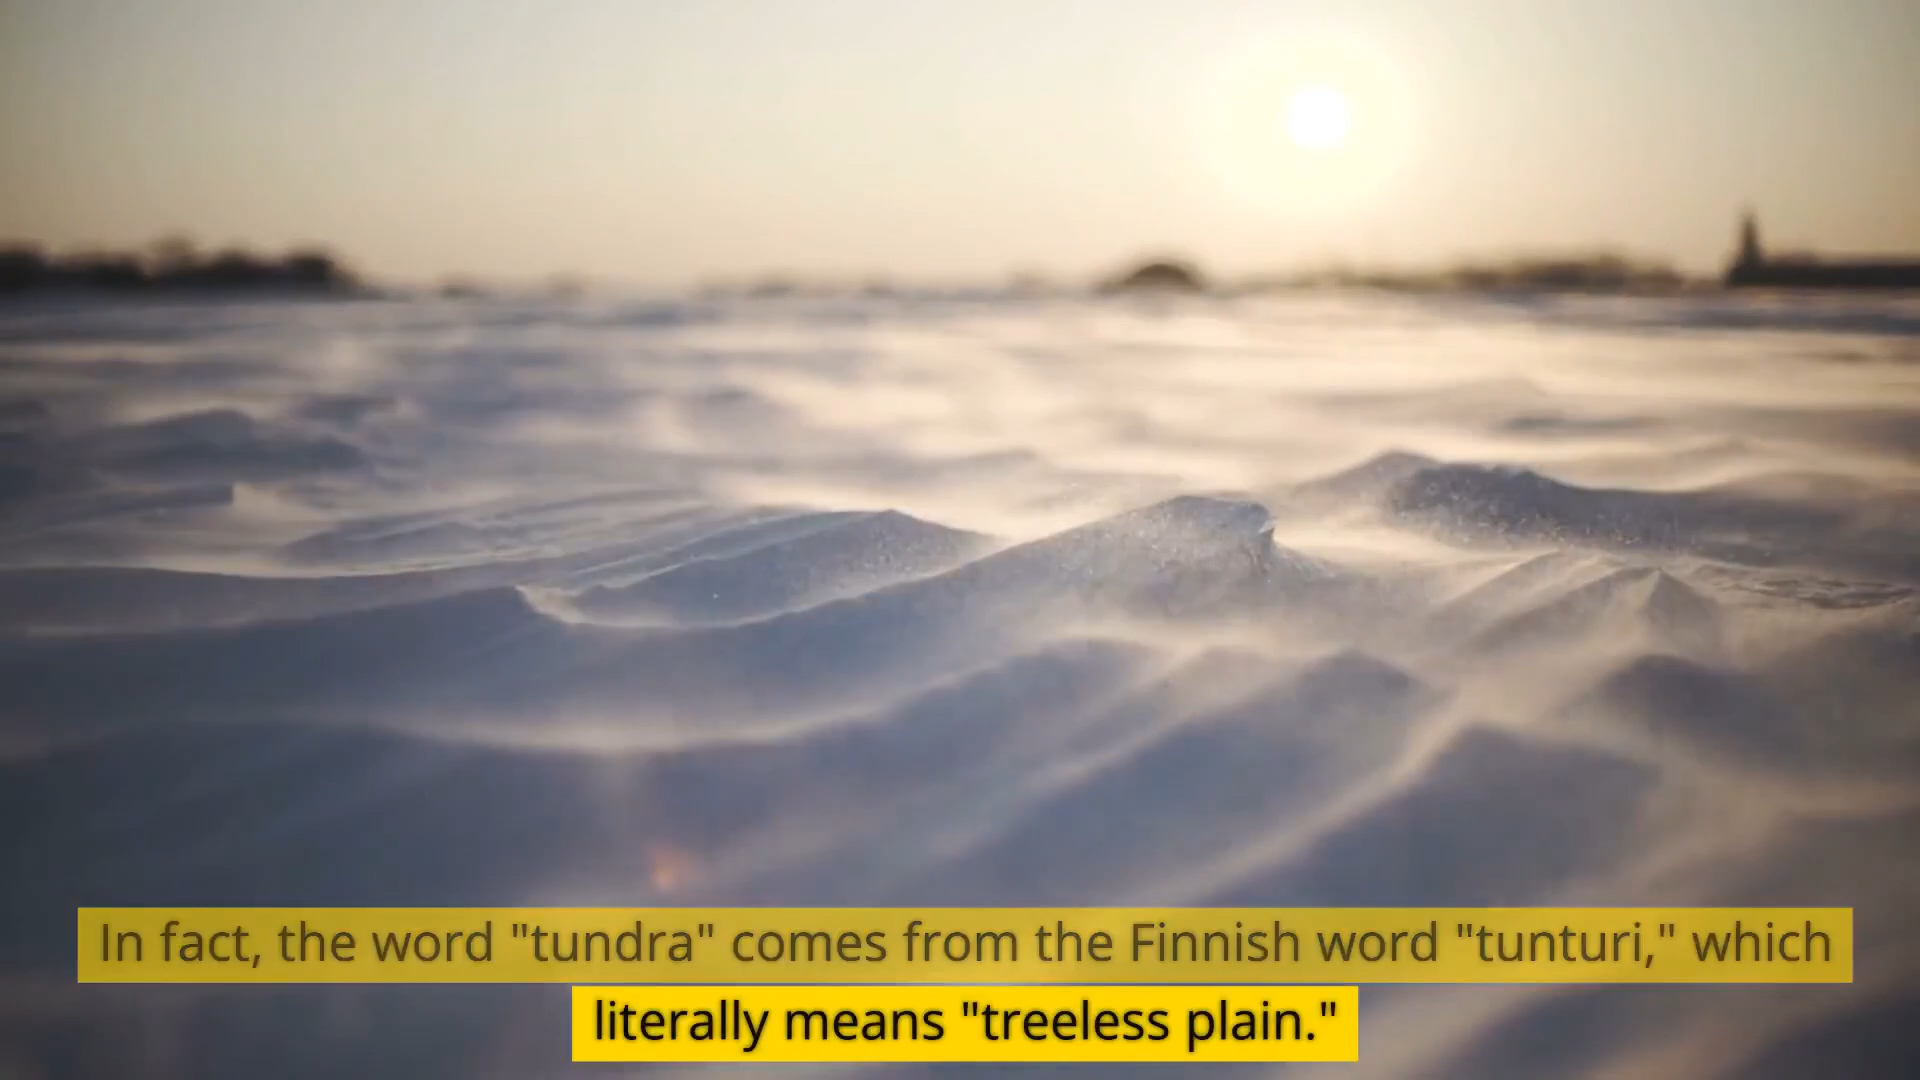 In fact, the word "tundra" comes from the Finnish word "tunturi," which
literally means "treeless plain."